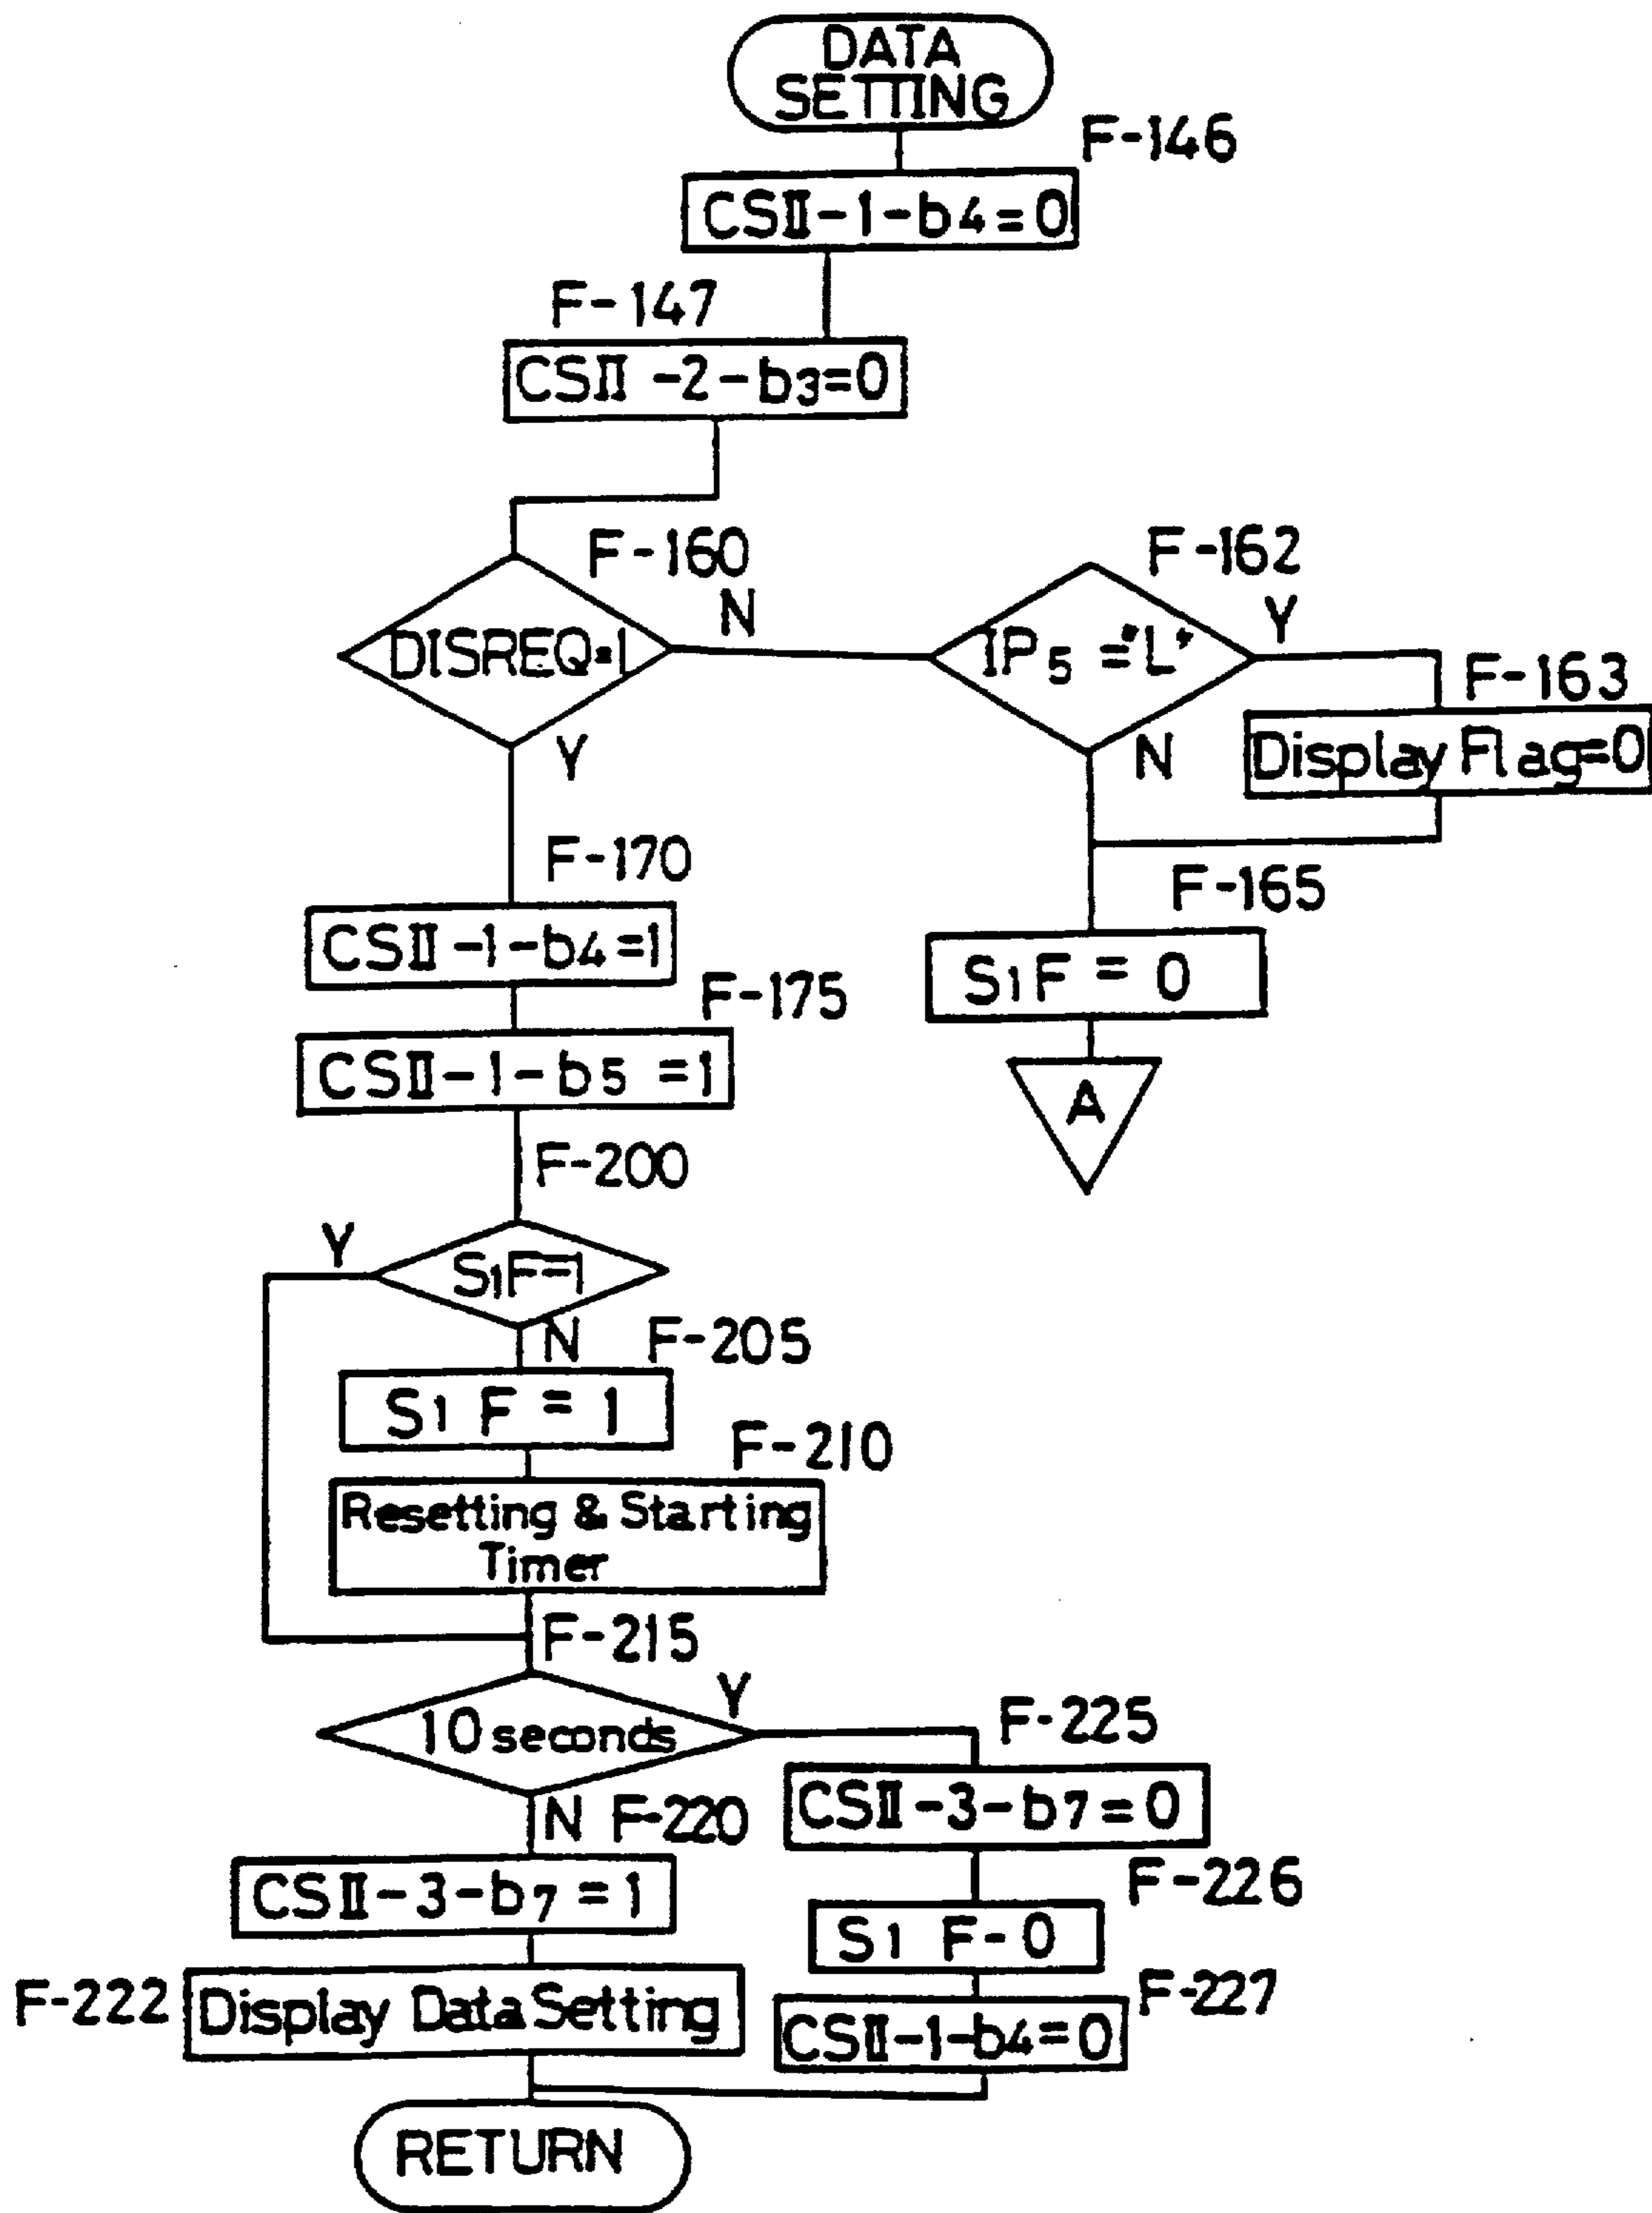 DATA
SETTING
F-146
CSII-1-b4=0
F-147
CSII-2-b3=0
F-160
DISREQ=1
N
Y
F-162
IP5="L"
Y
N
F-163
Display Flag=0
F-165
S1F=0
A
F-170
CSII-1-b4=1
F-175
CSII-1-b5=1
F-200
Y
S1F=1
N
F-205
S1F=1
F-210
Resetting & Starting
Timer
F-215
10 seconds
Y
N
F-220
CSII-3-b7=1
F-222
Display Data Setting
F-225
CSII-3-b7=0
F-226
S1F-0
F-227
CSII-1-b4=0
RETURN